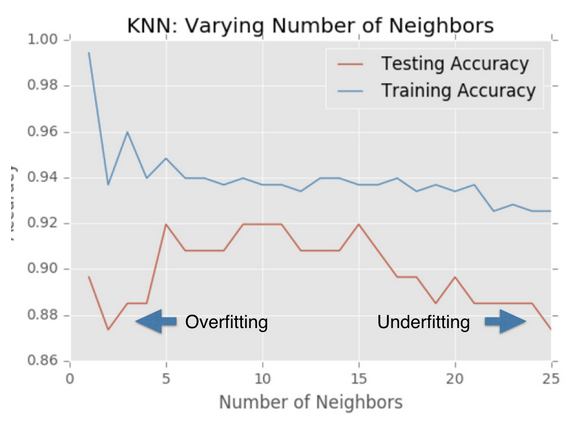 KNN: Varying Number of Neighbors
1.00
0.98
0.96
0.94
0.92
0.90
0.88
0.86
Testing Accuracy
Training Accuracy
Overfitting
Underfitting
0 5 10 15 20 25
Number of Neighbors